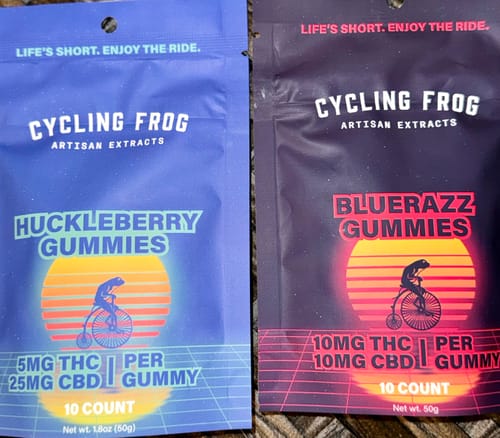 LIFE'S SHORT. ENJOY THE RIDE.
CYCLING FROG
ARTISAN EXTRACTS
HUCKLEBERRY
GUMMIES
5MG THC | PER
25MG CBD | GUMMY
10 COUNT
Net wt. 1.8oz (50g)
LIFE'S SHORT. ENJOY THE RIDE.
CYCLING FROG
ARTISAN EXTRACTS
BLUERAZZ
GUMMIES
10MG THC | PER
10MG CBD | GUMMY
10 COUNT
Net wt. 50g